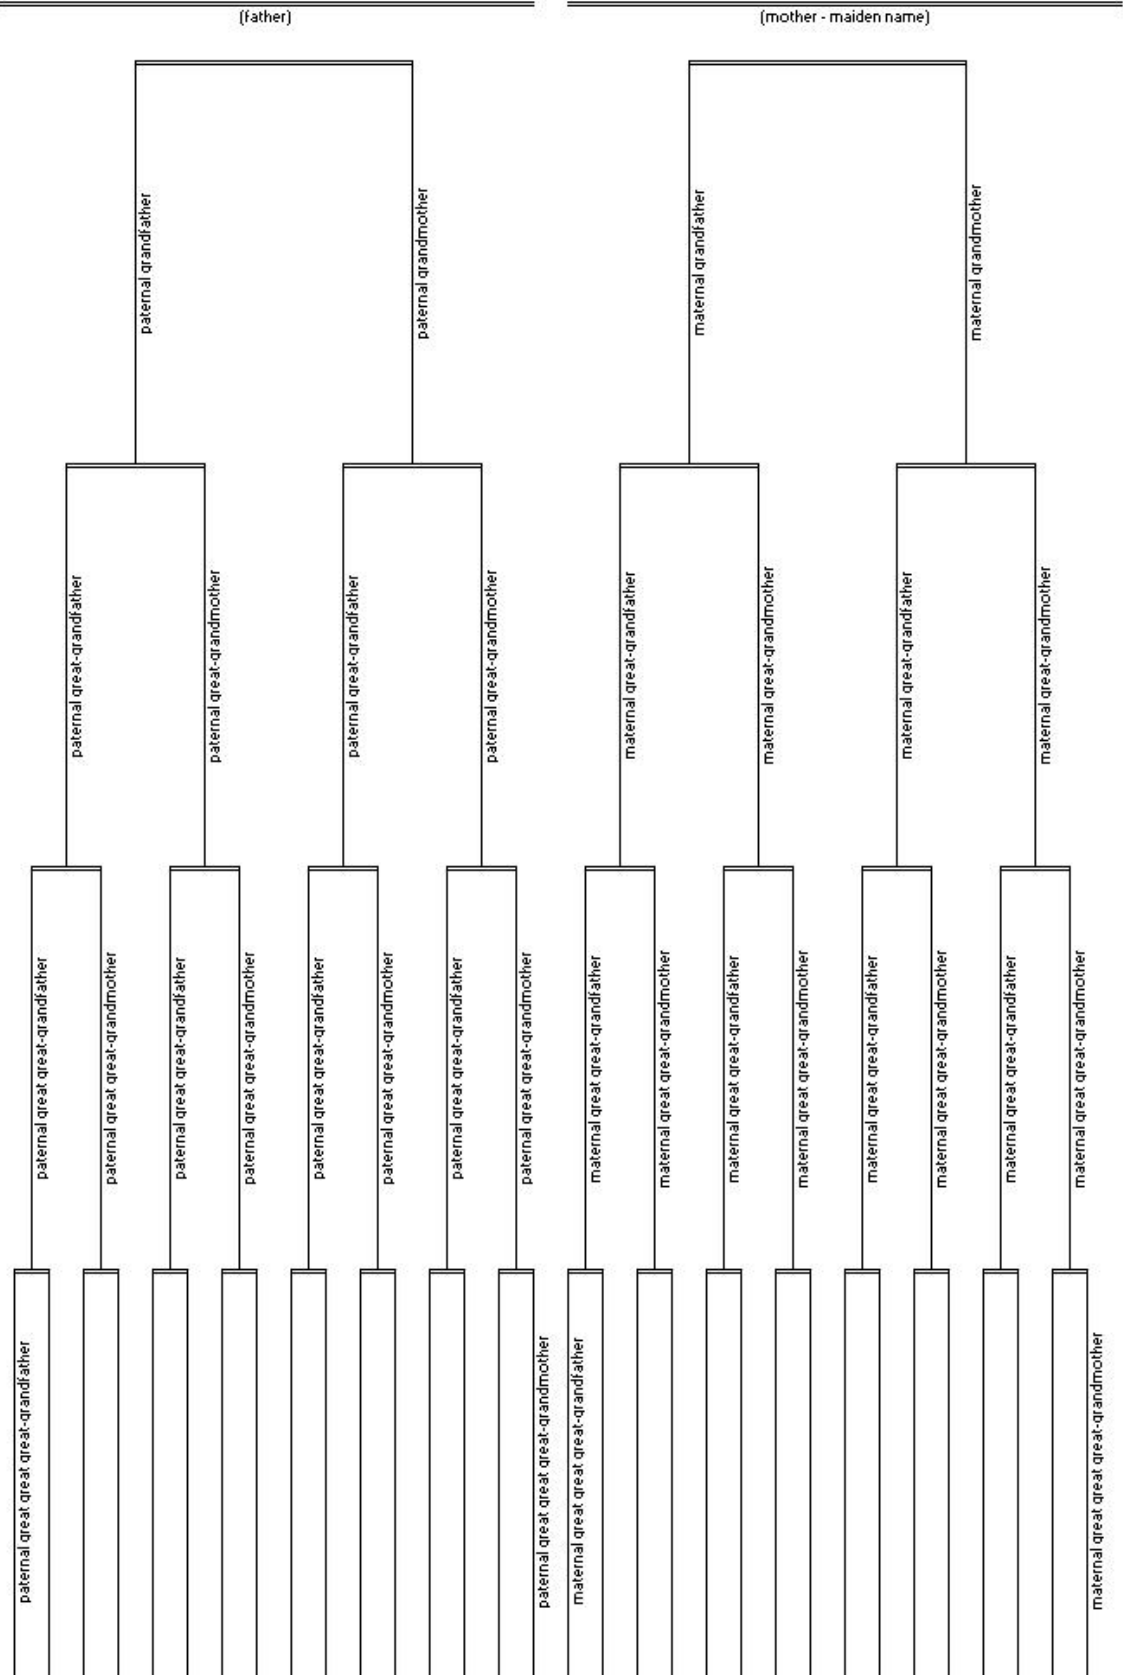 (father)
(mother - maiden name)
paternal grandfather
paternal grandmother
maternal grandfather
maternal grandmother
paternal great-grandfather
paternal great-grandmother
paternal great-grandfather
paternal great-grandmother
maternal great-grandfather
maternal great-grandmother
maternal great-grandfather
maternal great-grandmother
paternal great great-grandfather
paternal great great-grandmother
paternal great great-grandfather
paternal great great-grandmother
paternal great great-grandfather
paternal great great-grandmother
paternal great great-grandfather
paternal great great-grandmother
maternal great great-grandfather
maternal great great-grandmother
maternal great great-grandfather
maternal great great-grandmother
maternal great great-grandfather
maternal great great-grandmother
maternal great great-grandfather
maternal great great-grandmother
paternal great great great-grandfather
paternal great great great-grandmother
maternal great great great-grandfather
maternal great great great-grandmother